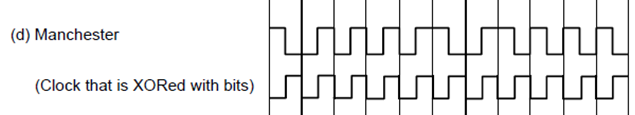 (d) Manchester
(Clock that is XORed with bits)